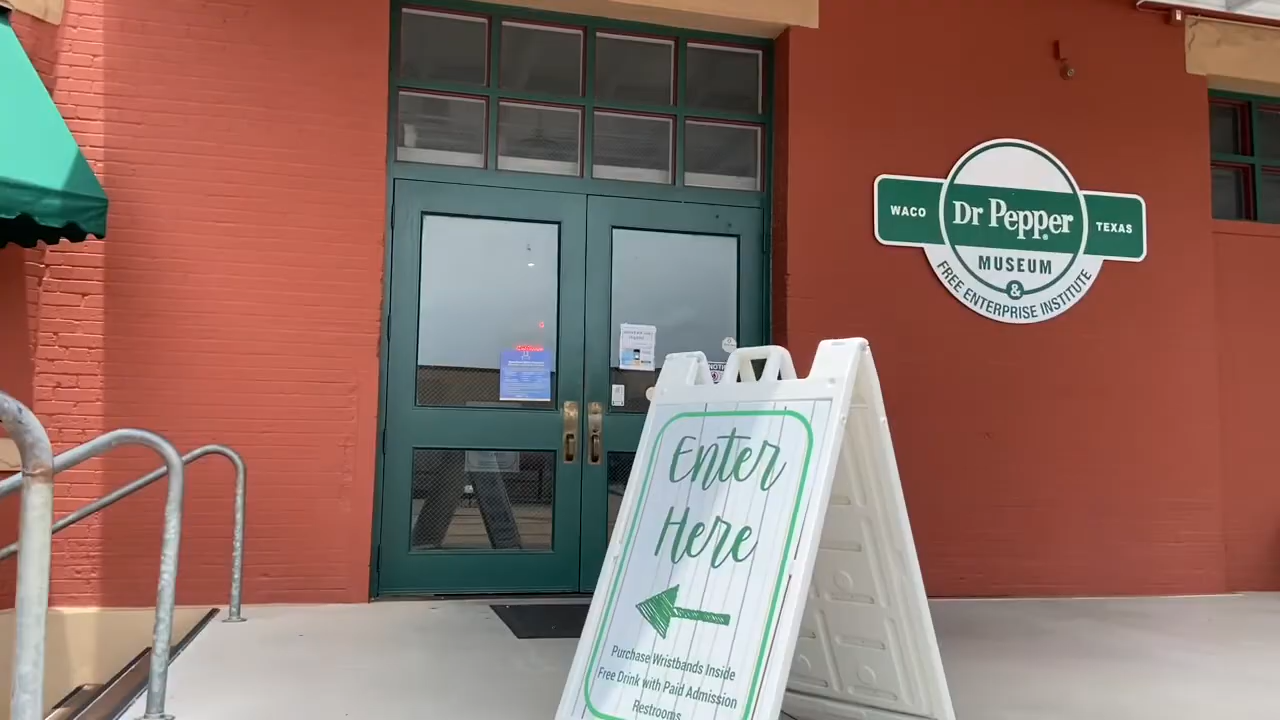 WACO
Dr Pepper
TEXAS
MUSEUM
&
FREE ENTERPRISE INSTITUTE
Enter
Here
Purchase Wristbands Inside
Free Drink with Paid Admission
Restrooms